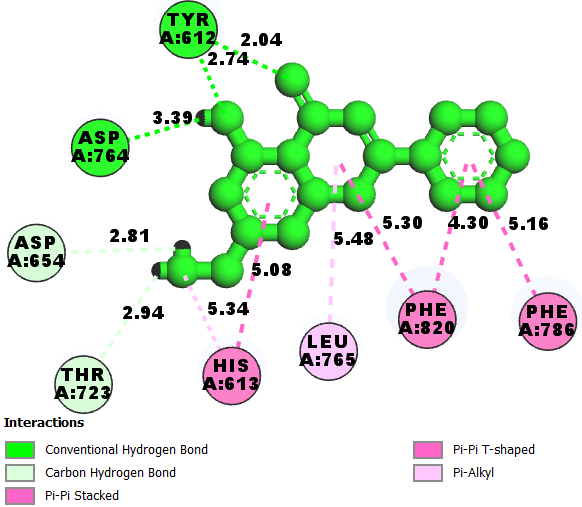 TYR
A:612
2.04
2.74
3.39
ASP
A:764
ASP
A:654
2.81
5.30
4.30
5.16
5.48
5.08
2.94
5.34
PHE
A:820
PHE
A:786
LEU
A:765
HIS
A:613
THR
A:723
Interactions
Conventional Hydrogen Bond
Carbon Hydrogen Bond
Pi-Pi Stacked
Pi-Pi T-shaped
Pi-Alkyl